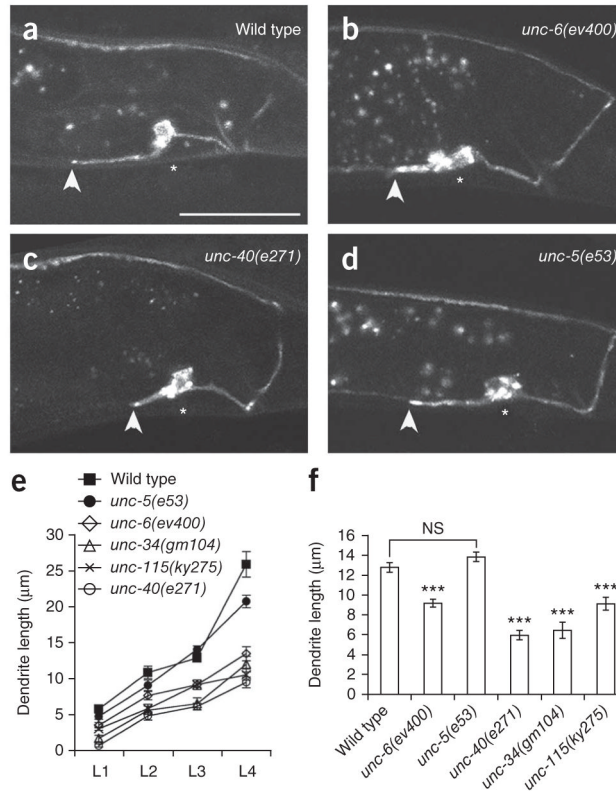 a
Wild type
*
b
unc-6(ev400)
*
c
unc-40(e271)
*
d
unc-5(e53)
*
e
Wild type
unc-5(e53)
unc-6(ev400)
unc-34(gm104)
unc-115(ky275)
unc-40(e271)
Dendrite length (μm)
30
25
20
15
10
5
0
L1 L2 L3 L4
f
NS
Dendrite length (μm)
16
14
12
10
8
6
4
2
0
*** *** *** ***
Wild type
unc-6(ev400)
unc-5(e53)
unc-40(e271)
unc-34(gm104)
unc-115(ky275)